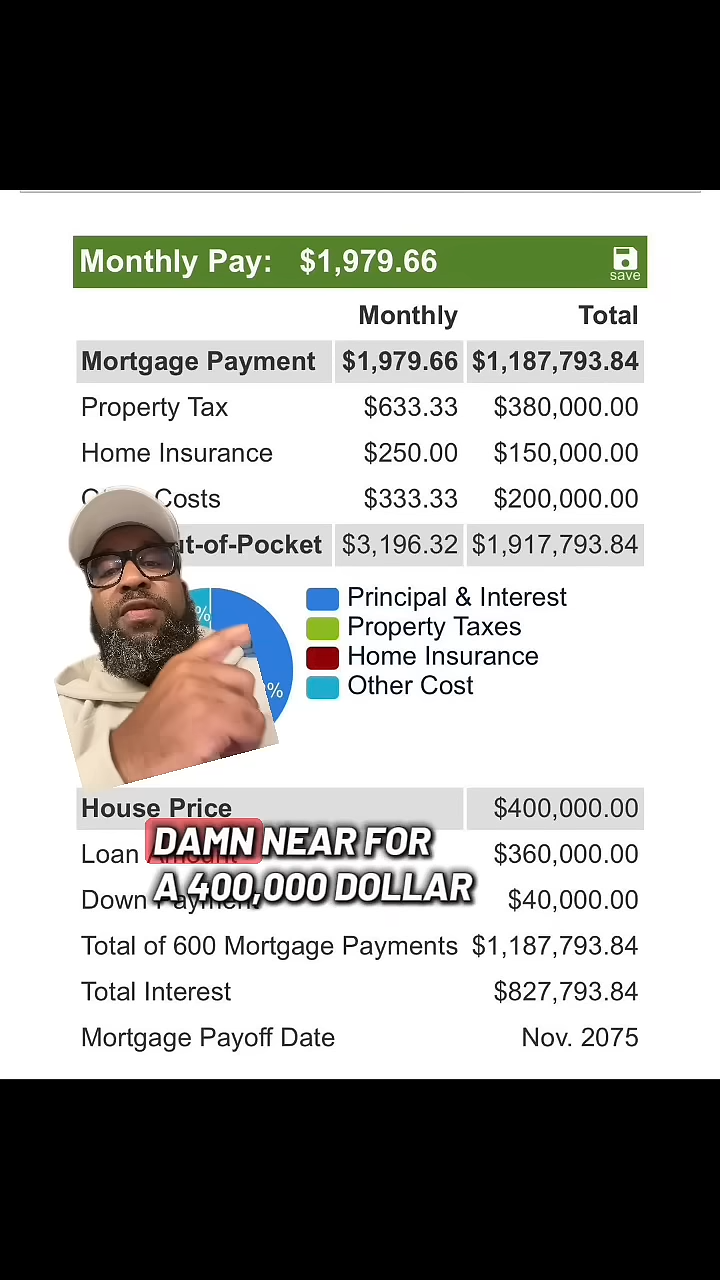 Monthly Pay: $1,979.66
save
Monthly Total
Mortgage Payment $1,979.66 $1,187,793.84
Property Tax $633.33 $380,000.00
Home Insurance $250.00 $150,000.00
Costs $333.33 $200,000.00
ut-of-Pocket $3,196.32 $1,917,793.84
%
%
Principal & Interest
Property Taxes
Home Insurance
Other Cost
House Price $400,000.00
Loan Amount $360,000.00
DAMN NEAR FOR
A 400,000 DOLLAR
Down Payment $40,000.00
Total of 600 Mortgage Payments $1,187,793.84
Total Interest $827,793.84
Mortgage Payoff Date Nov. 2075